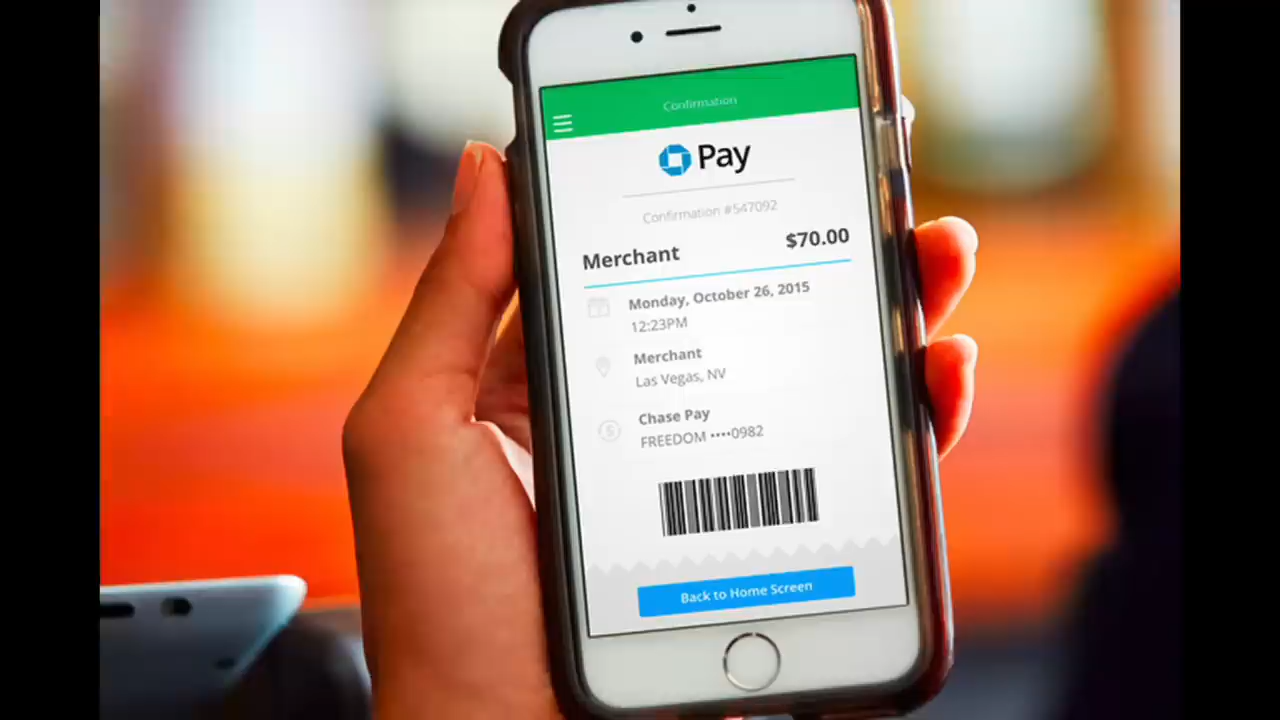 Confirmation
Pay
Confirmation #547092
Merchant $70.00
Monday, October 26, 2015
12:23PM
Merchant
Las Vegas, NV
Chase Pay
FREEDOM ••••0982
Back to Home Screen